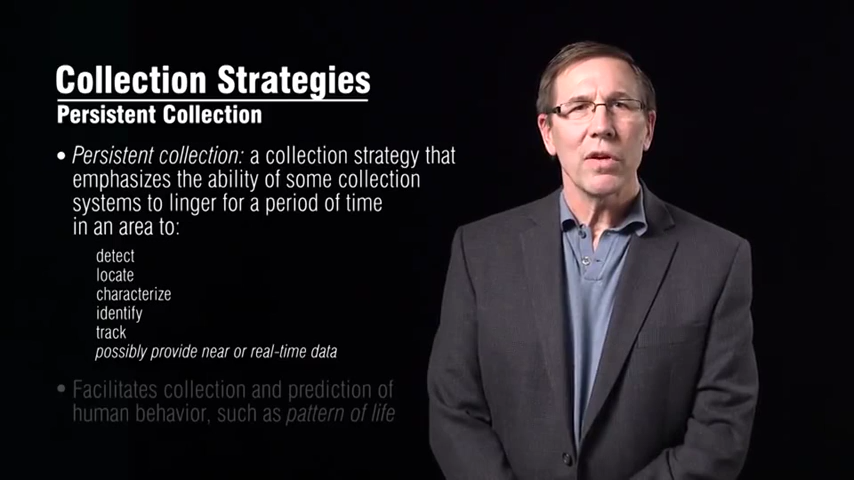 Collection Strategies
Persistent Collection
• Persistent collection: a collection strategy that
emphasizes the ability of some collection
systems to linger for a period of time
in an area to:
detect
locate
characterize
identify
track
possibly provide near or real-time data
• Facilitates collection and prediction of
human behavior, such as pattern of life